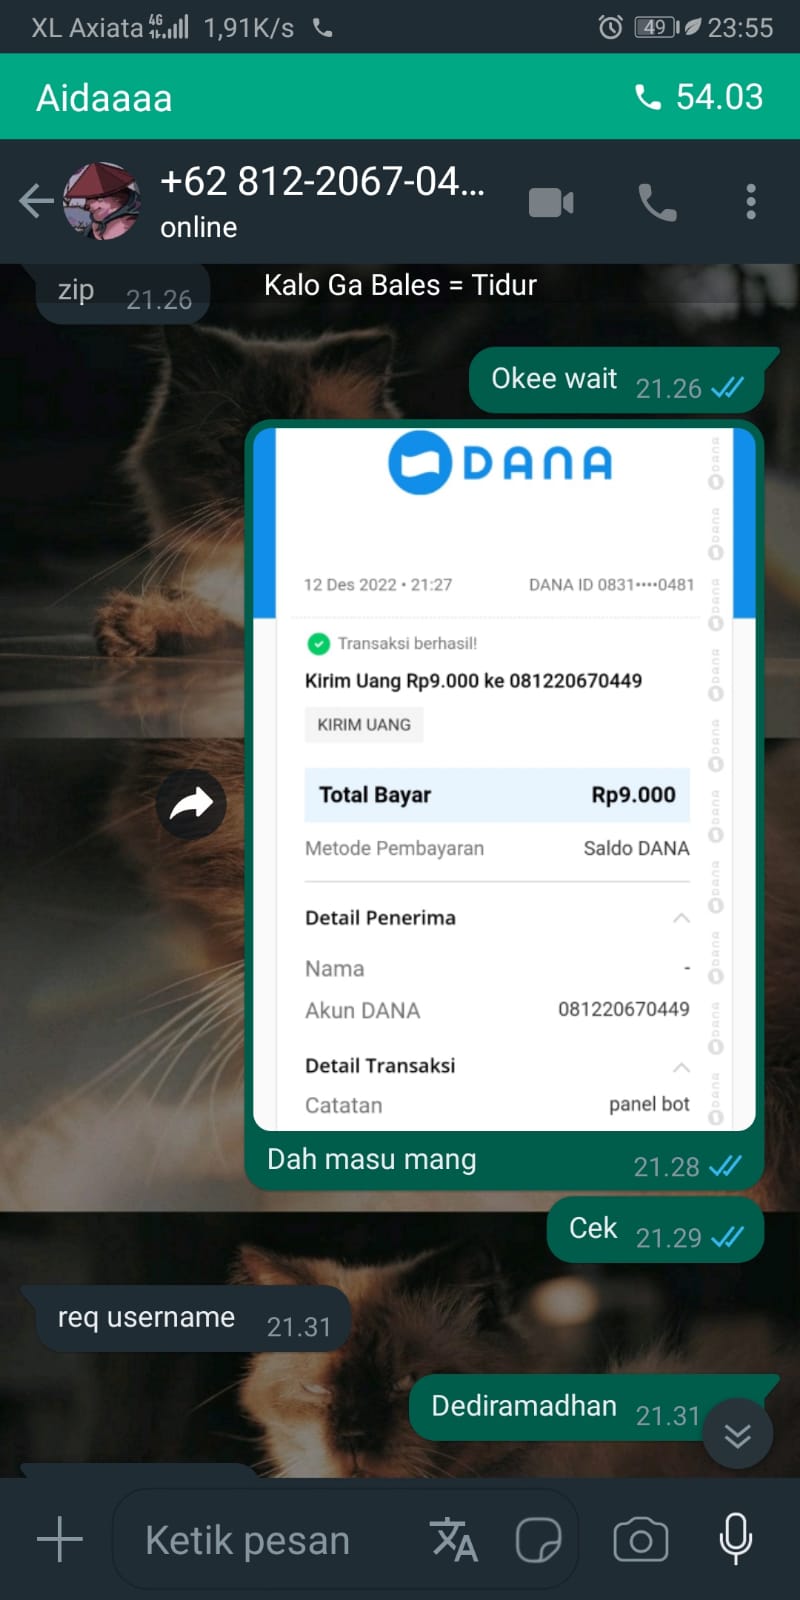 XL Axiata 4G 1,91K/s 49 23:55
Aidaaaa 54.03
+62 812-2067-04...
online
zip 21.26
Kalo Ga Bales = Tidur
Okee wait 21.26
DANA
12 Des 2022 • 21:27 DANA ID 0831••••0481
Transaksi berhasil!
Kirim Uang Rp9.000 ke 081220670449
KIRIM UANG
Total Bayar Rp9.000
Metode Pembayaran Saldo DANA
Detail Penerima
Nama -
Akun DANA 081220670449
Detail Transaksi
Catatan panel bot
Dah masu mang 21.28
Cek 21.29
req username 21.31
Dediramadhan 21.31
Ketik pesan